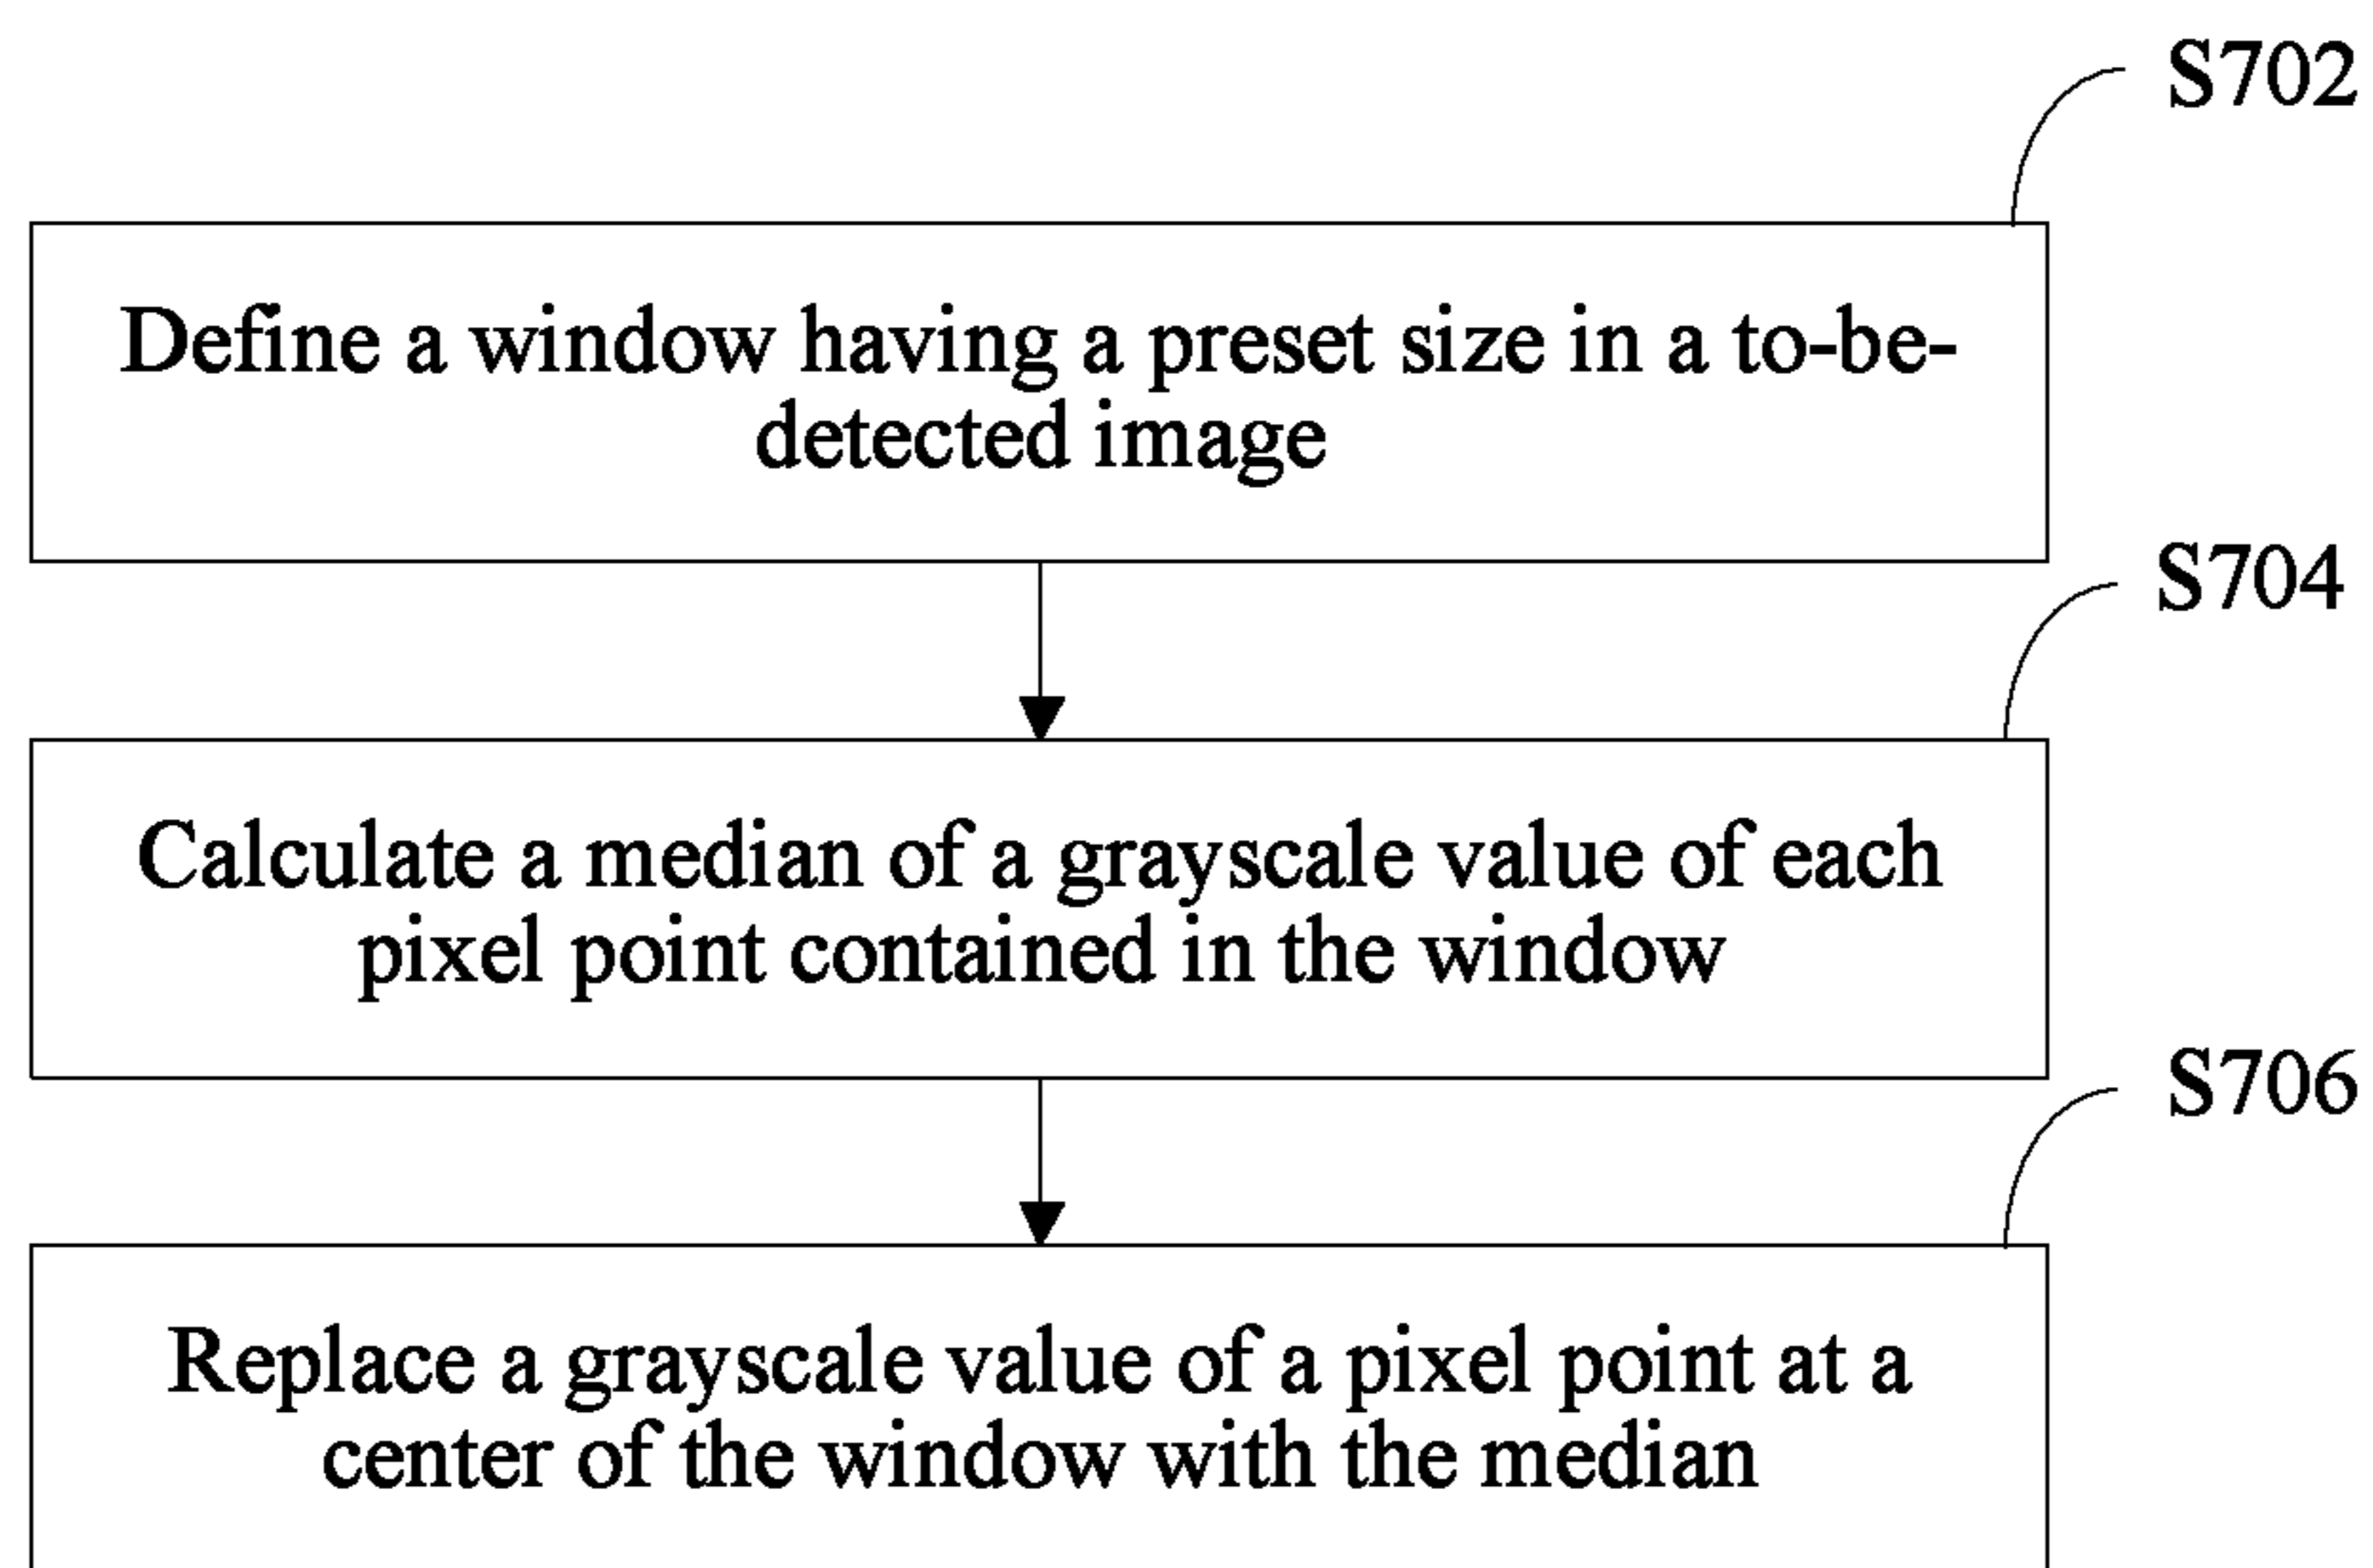 S702
Define a window having a preset size in a to-be-
detected image
S704
Calculate a median of a grayscale value of each
pixel point contained in the window
S706
Replace a grayscale value of a pixel point at a
center of the window with the median